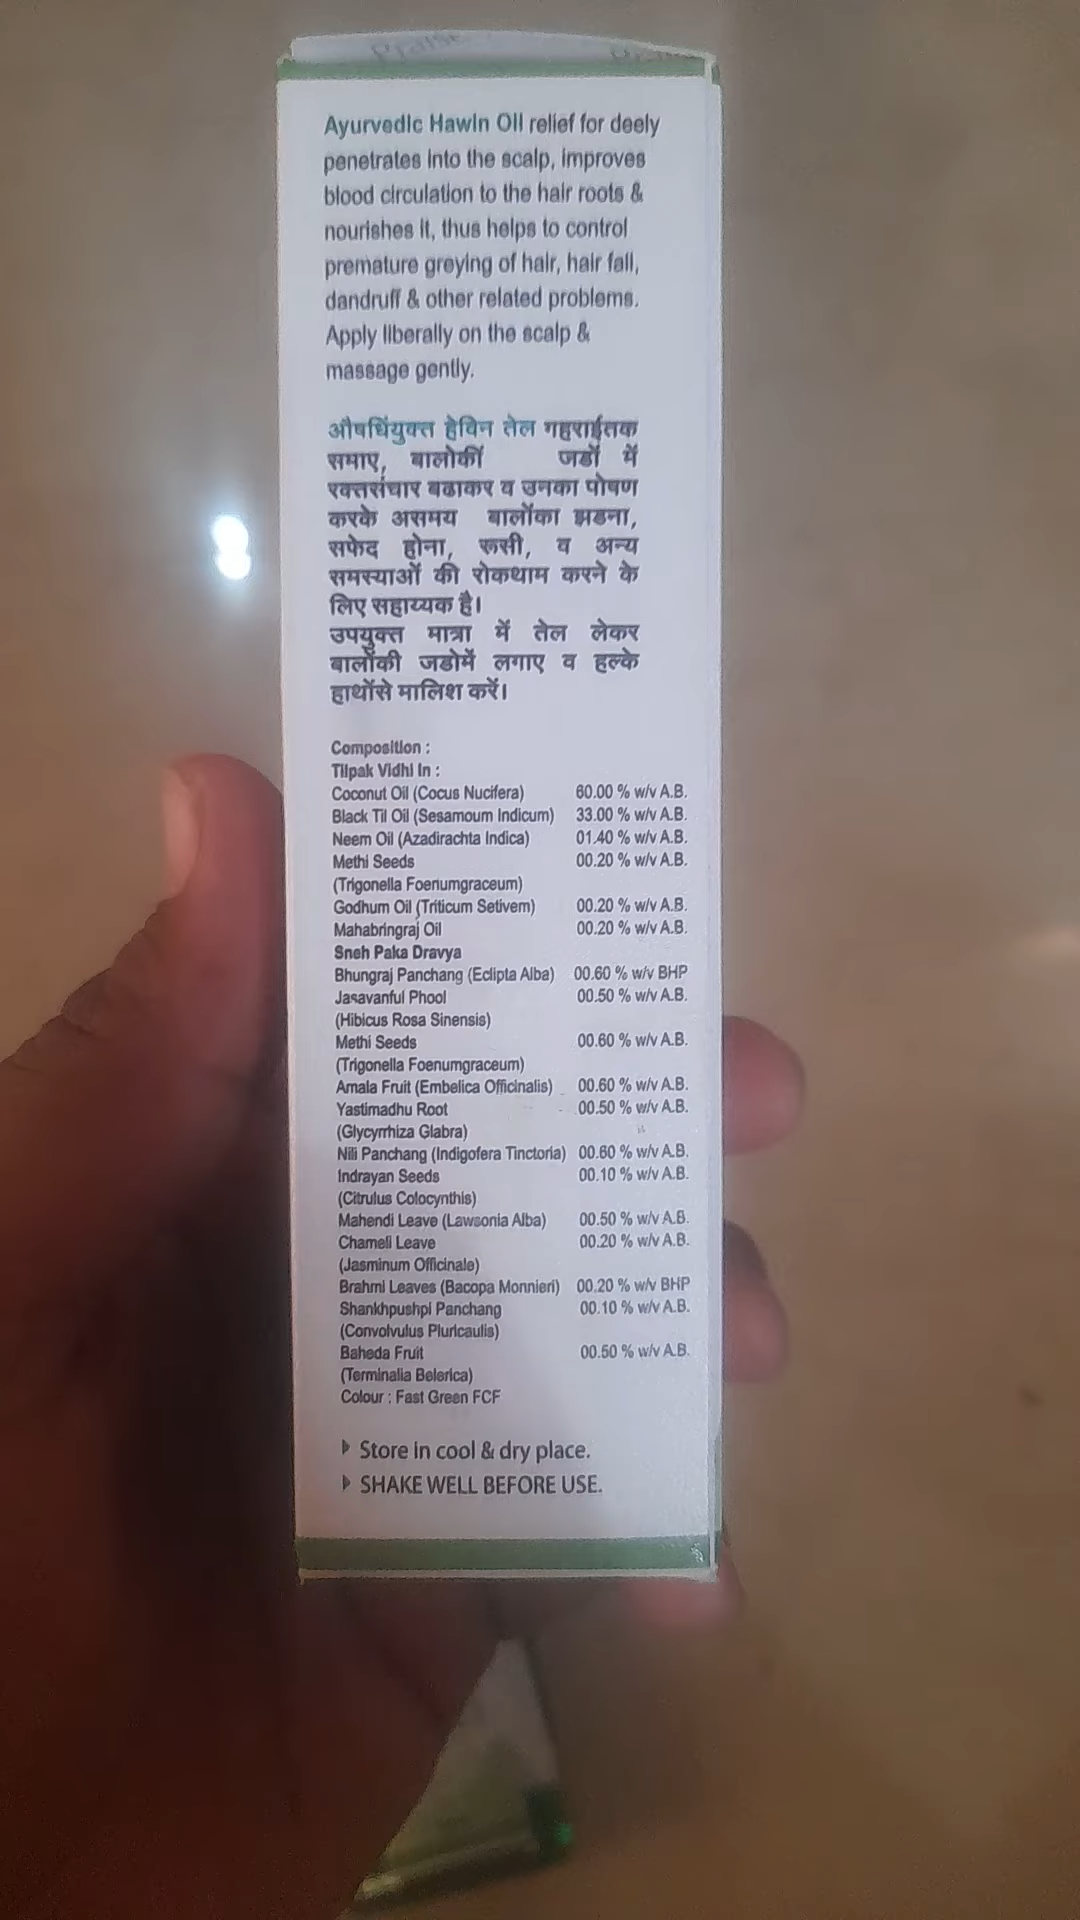 Praise
Ayurvedic Hawin Oil relief for deely
penetrates into the scalp, improves
blood circulation to the hair roots &
nourishes it, thus helps to control
premature greying of hair, hair fall,
dandruff & other related problems.
Apply liberally on the scalp &
massage gently.
औषधिंयुक्त हेविन तेल गहराईतक
समाए, बालोकीं जडों में
रक्तसंचार बढाकर व उनका पोषण
करके असमय बालोंका झडना,
सफेद होना, रूसी, व अन्य
समस्याओं की रोकथाम करने के
लिए सहाय्यक है।
उपयुक्त मात्रा में तेल लेकर
बालोंकी जडोमें लगाए व हल्के
हाथोंसे मालिश करें।
Composition :
Tilpak Vidhi In :
Coconut Oil (Cocus Nucifera) 60.00 % w/v A.B.
Black Til Oil (Sesamoum Indicum) 33.00 % w/v A.B.
Neem Oil (Azadirachta Indica) 01.40 % w/v A.B.
Methi Seeds 00.20 % w/v A.B.
(Trigonella Foenumgraceum)
Godhum Oil (Triticum Setivem) 00.20 % w/v A.B.
Mahabringraj Oil 00.20 % w/v A.B.
Sneh Paka Dravya
Bhungraj Panchang (Eclipta Alba) 00.60 % w/v BHP
Jasavanful Phool 00.50 % w/v A.B.
(Hibicus Rosa Sinensis)
Methi Seeds 00.60 % w/v A.B.
(Trigonella Foenumgraceum)
Amala Fruit (Embelica Officinalis) 00.60 % w/v A.B.
Yastimadhu Root 00.50 % w/v A.B.
(Glycyrrhiza Glabra)
Nili Panchang (Indigofera Tinctoria) 00.60 % w/v A.B.
Indrayan Seeds 00.10 % w/v A.B.
(Citrulus Colocynthis)
Mahendi Leave (Lawsonia Alba) 00.50 % w/v A.B.
Chameli Leave 00.20 % w/v A.B.
(Jasminum Officinale)
Brahmi Leaves (Bacopa Monnieri) 00.20 % w/v BHP
Shankhpushpi Panchang 00.10 % w/v A.B.
(Convolvulus Pluricaulis)
Baheda Fruit 00.50 % w/v A.B.
(Terminalia Belerica)
Colour : Fast Green FCF
Store in cool & dry place.
SHAKE WELL BEFORE USE.